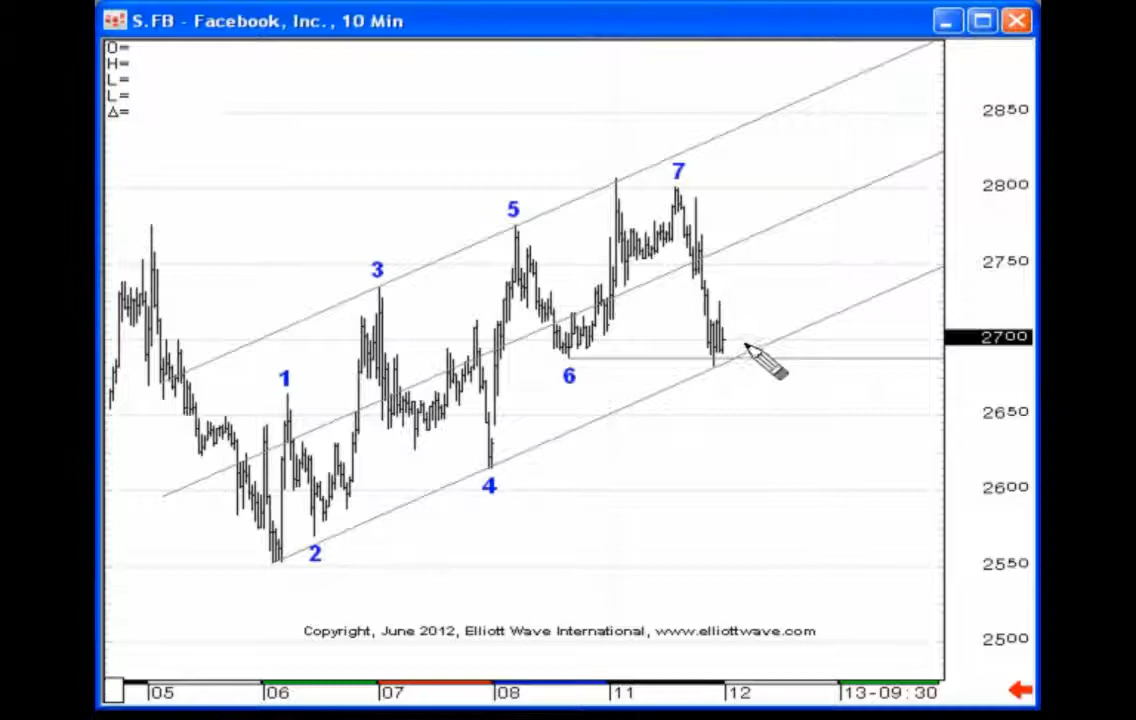 S.FB - Facebook, Inc., 10 Min
O=
H=
L=
L=
Δ=
2850
2800
7
5
2750
3
2700
1
6
2650
4
2600
2
2550
Copyright, June 2012, Elliott Wave International, www.elliottwave.com
2500
05 06 07 08 11 12 13-09:30